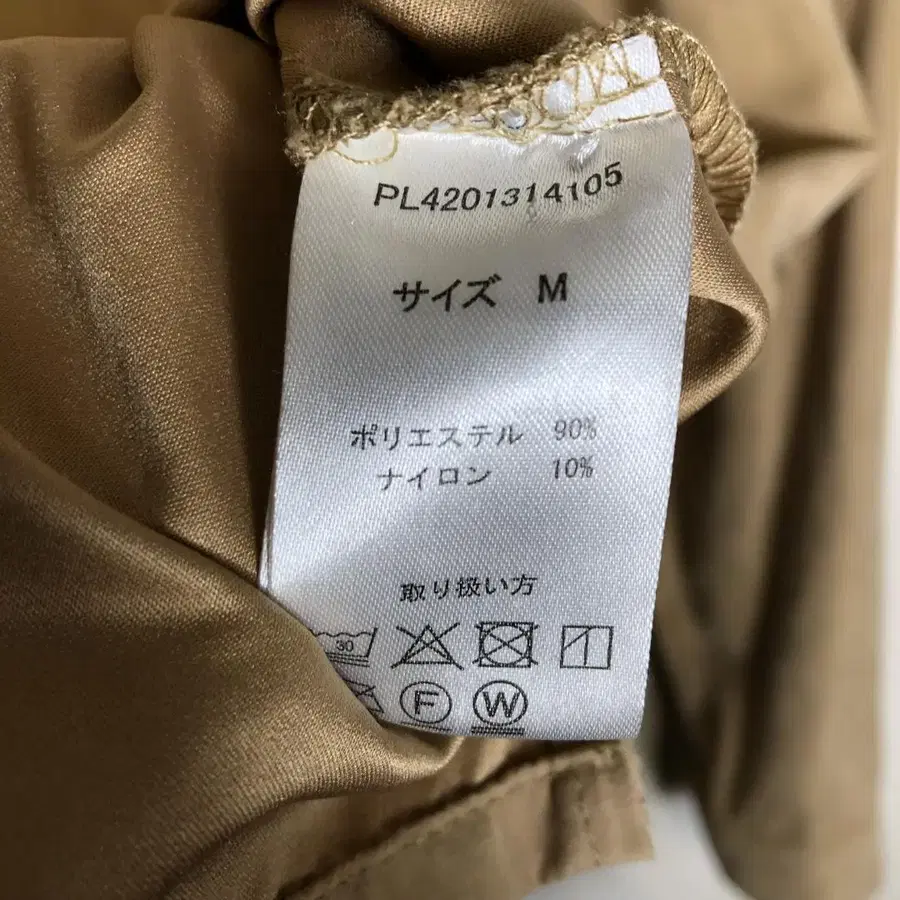 PL4201314105
サイズ M
ポリエステル 90%
ナイロン 10%
取り扱い方
30
F W